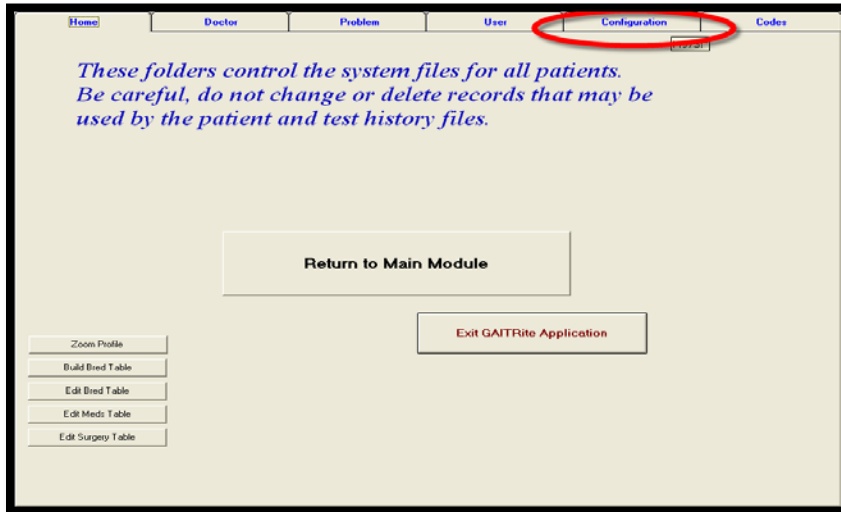 Home Doctor Problem User Configuration Codes
These folders control the system files for all patients.
Be careful, do not change or delete records that may be
used by the patient and test history files.
Return to Main Module
Exit GAITRite Application
Zoom Profile
Build Bred Table
Edit Bred Table
Edit Meds Table
Edit Surgery Table